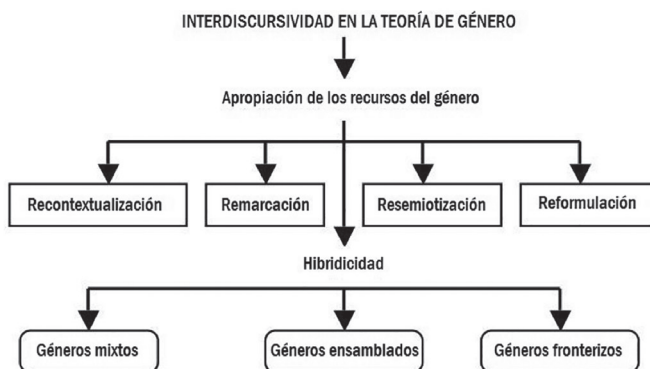 INTERDISCURSIVIDAD EN LA TEORÍA DE GÉNERO
Apropiación de los recursos del género
Recontextualización
Remarcación
Resemiotización
Reformulación
Hibridicidad
Géneros mixtos
Géneros ensamblados
Géneros fronterizos